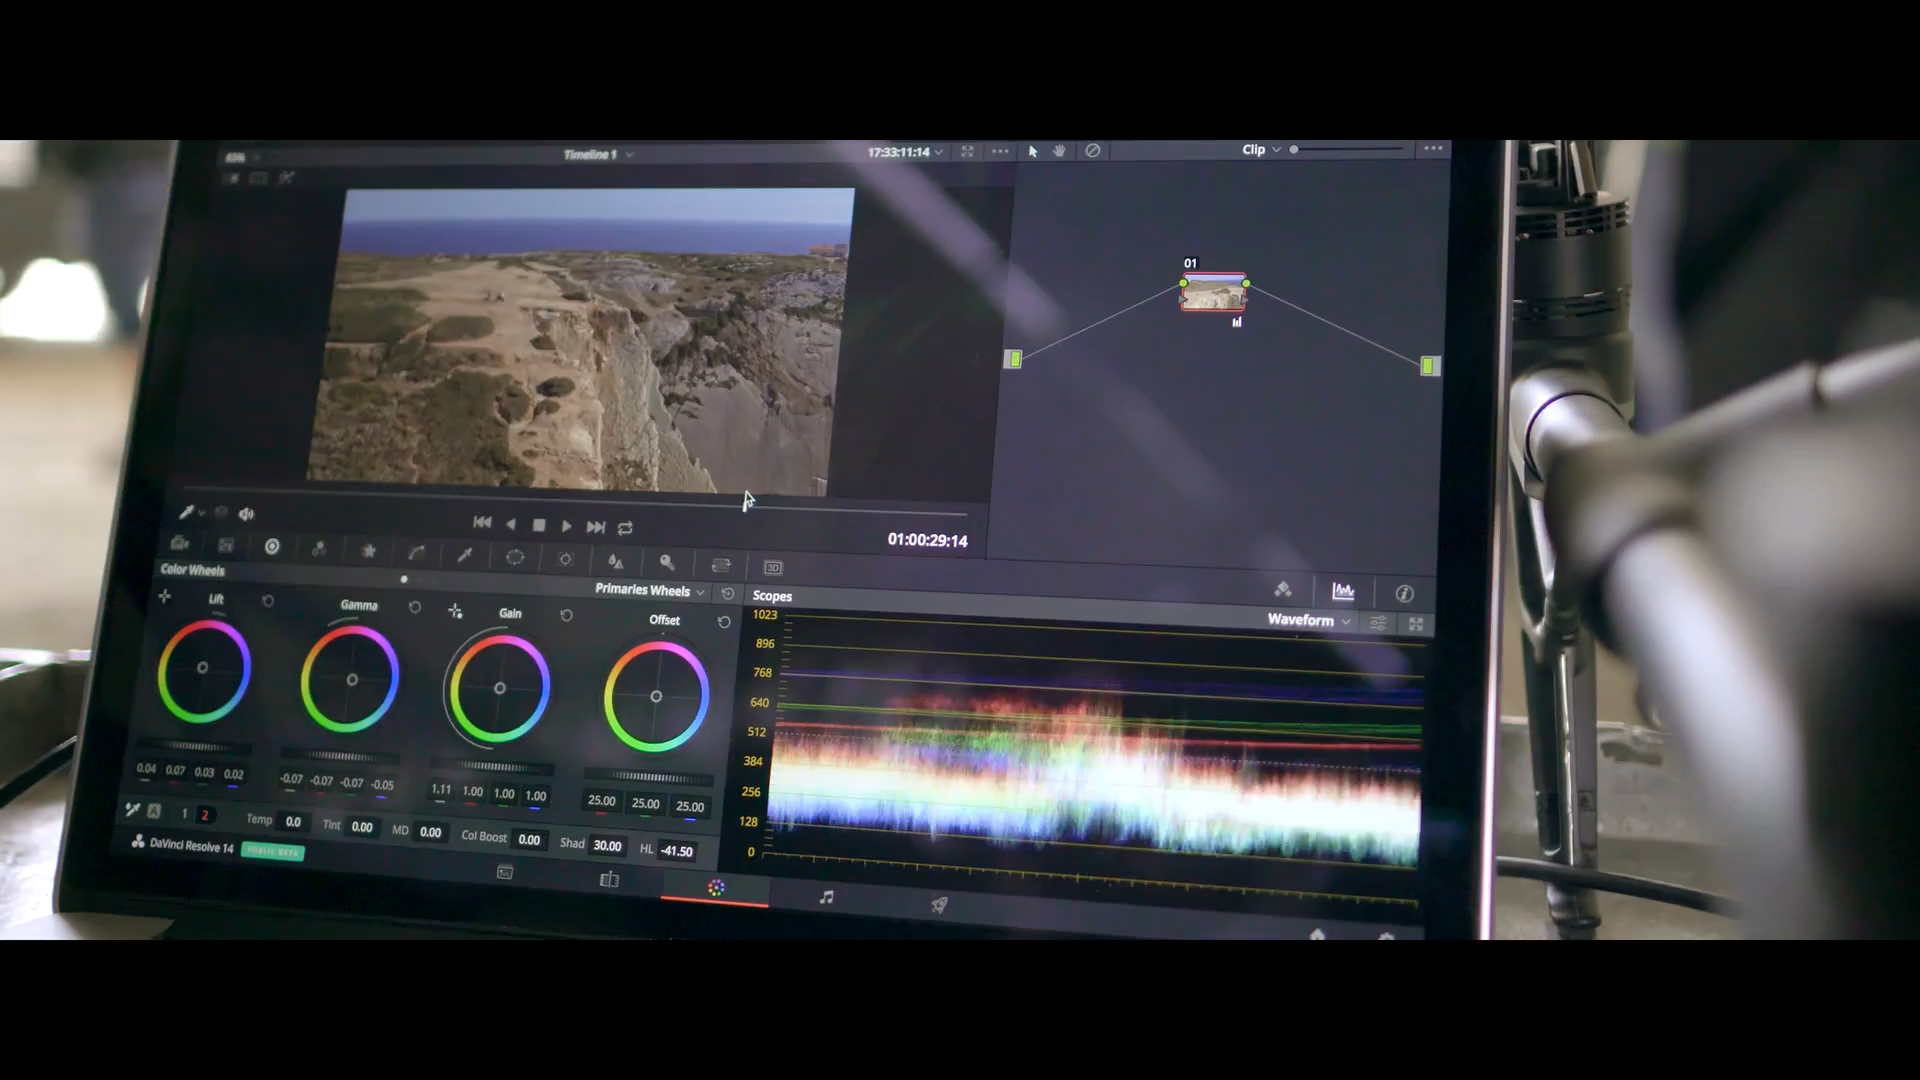 65%
Timeline 1
17:33:11:14
Clip
01
01:00:29:14
3D
Color Wheels
Primaries Wheels
Scopes
Waveform
Lift
Gamma
Gain
Offset
1023
896
768
640
512
384
256
128
0
0.04 0.07 0.03 0.02
-0.07 -0.07 -0.07 -0.05
1.11 1.00 1.00 1.00
25.00 25.00 25.00
A 1 2 Temp 0.0 Tint 0.00 MD 0.00 Col Boost 0.00 Shad 30.00 HL -41.50
DaVinci Resolve 14 PUBLIC BETA